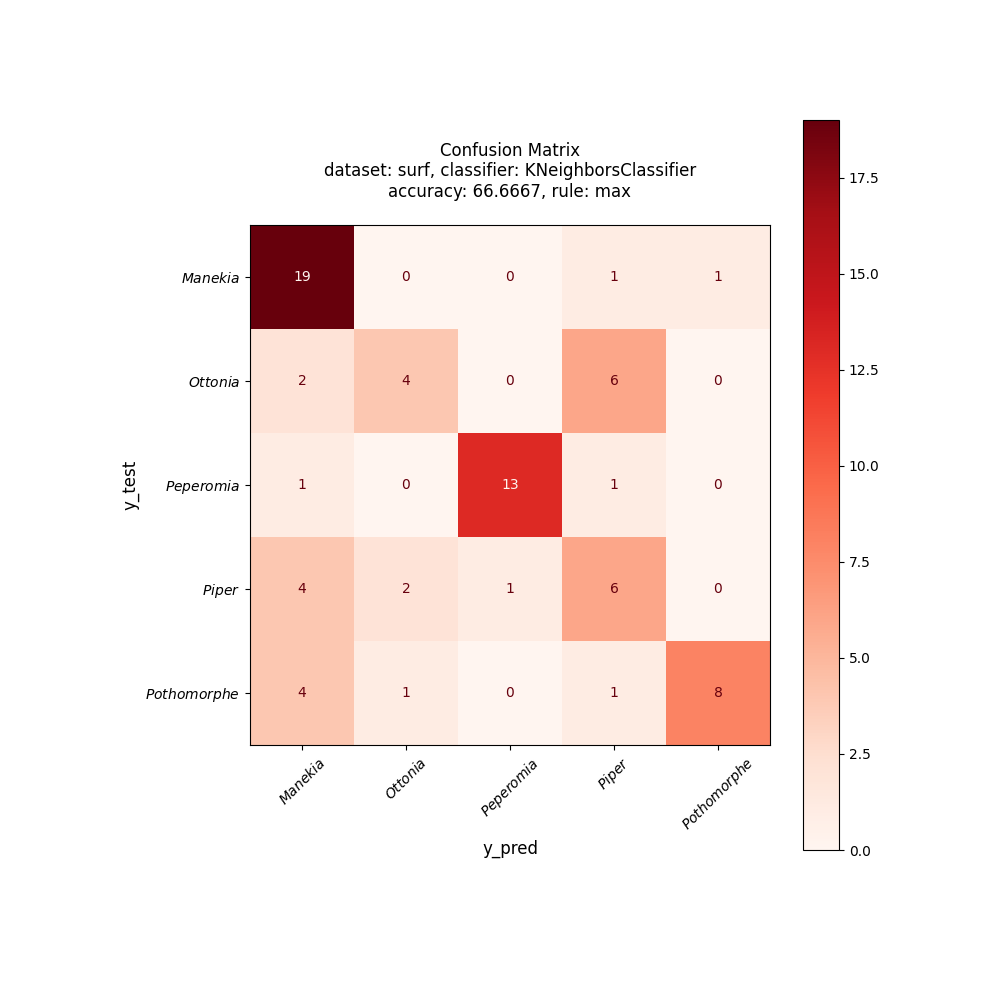 Confusion Matrix
dataset: surf, classifier: KNeighborsClassifier
accuracy: 66.6667, rule: max
Manekia 19 0 0 1 1
Ottonia 2 4 0 6 0
Peperomia 1 0 13 1 0
Piper 4 2 1 6 0
Pothomorphe 4 1 0 1 8
y_test
Manekia Ottonia Peperomia Piper Pothomorphe
y_pred
17.5
15.0
12.5
10.0
7.5
5.0
2.5
0.0